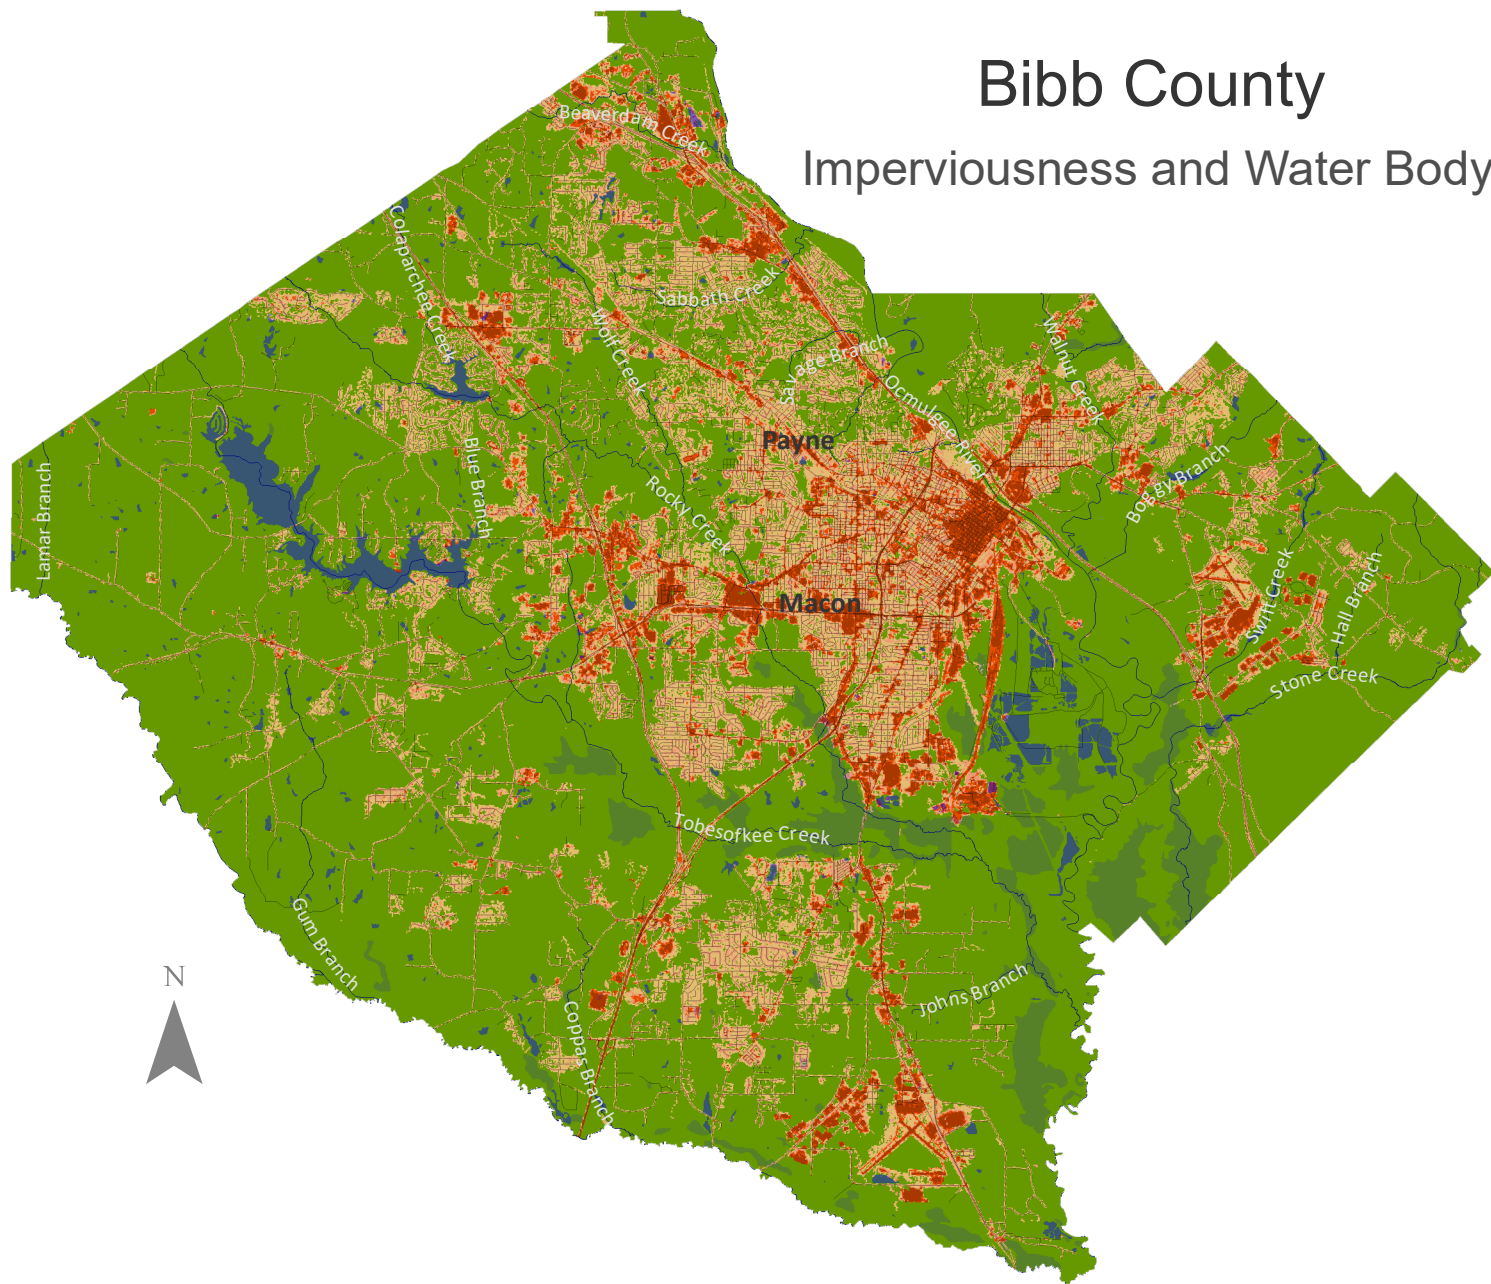 Bibb County
Imperviousness and Water Body
Beaverdam Creek
Colaparchee Creek
Sabbath Creek
Wolf Creek
Savage Branch
Walnut Creek
Ocmulgee River
Payne
Blue Branch
Lamar Branch
Rocky Creek
Boggy Branch
Swift Creek
Hall Branch
Macon
Stone Creek
Tobesofkee Creek
Gum Branch
N
Johns Branch
Coppas Branch